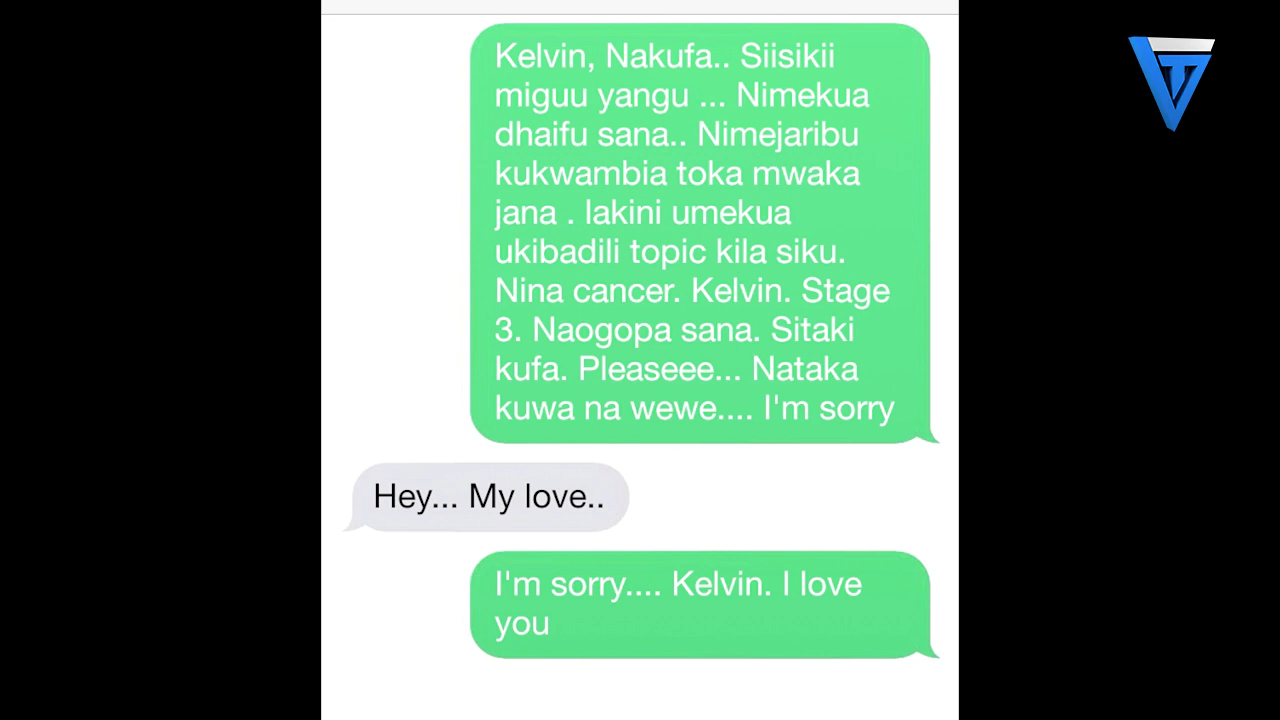 Kelvin, Nakufa.. Siisikii
miguu yangu ... Nimekua
dhaifu sana.. Nimejaribu
kukwambia toka mwaka
jana . lakini umekua
ukibadili topic kila siku.
Nina cancer. Kelvin. Stage
3. Naogopa sana. Sitaki
kufa. Pleaseee... Nataka
kuwa na wewe.... I'm sorry
Hey... My love..
I'm sorry.... Kelvin. I love
you